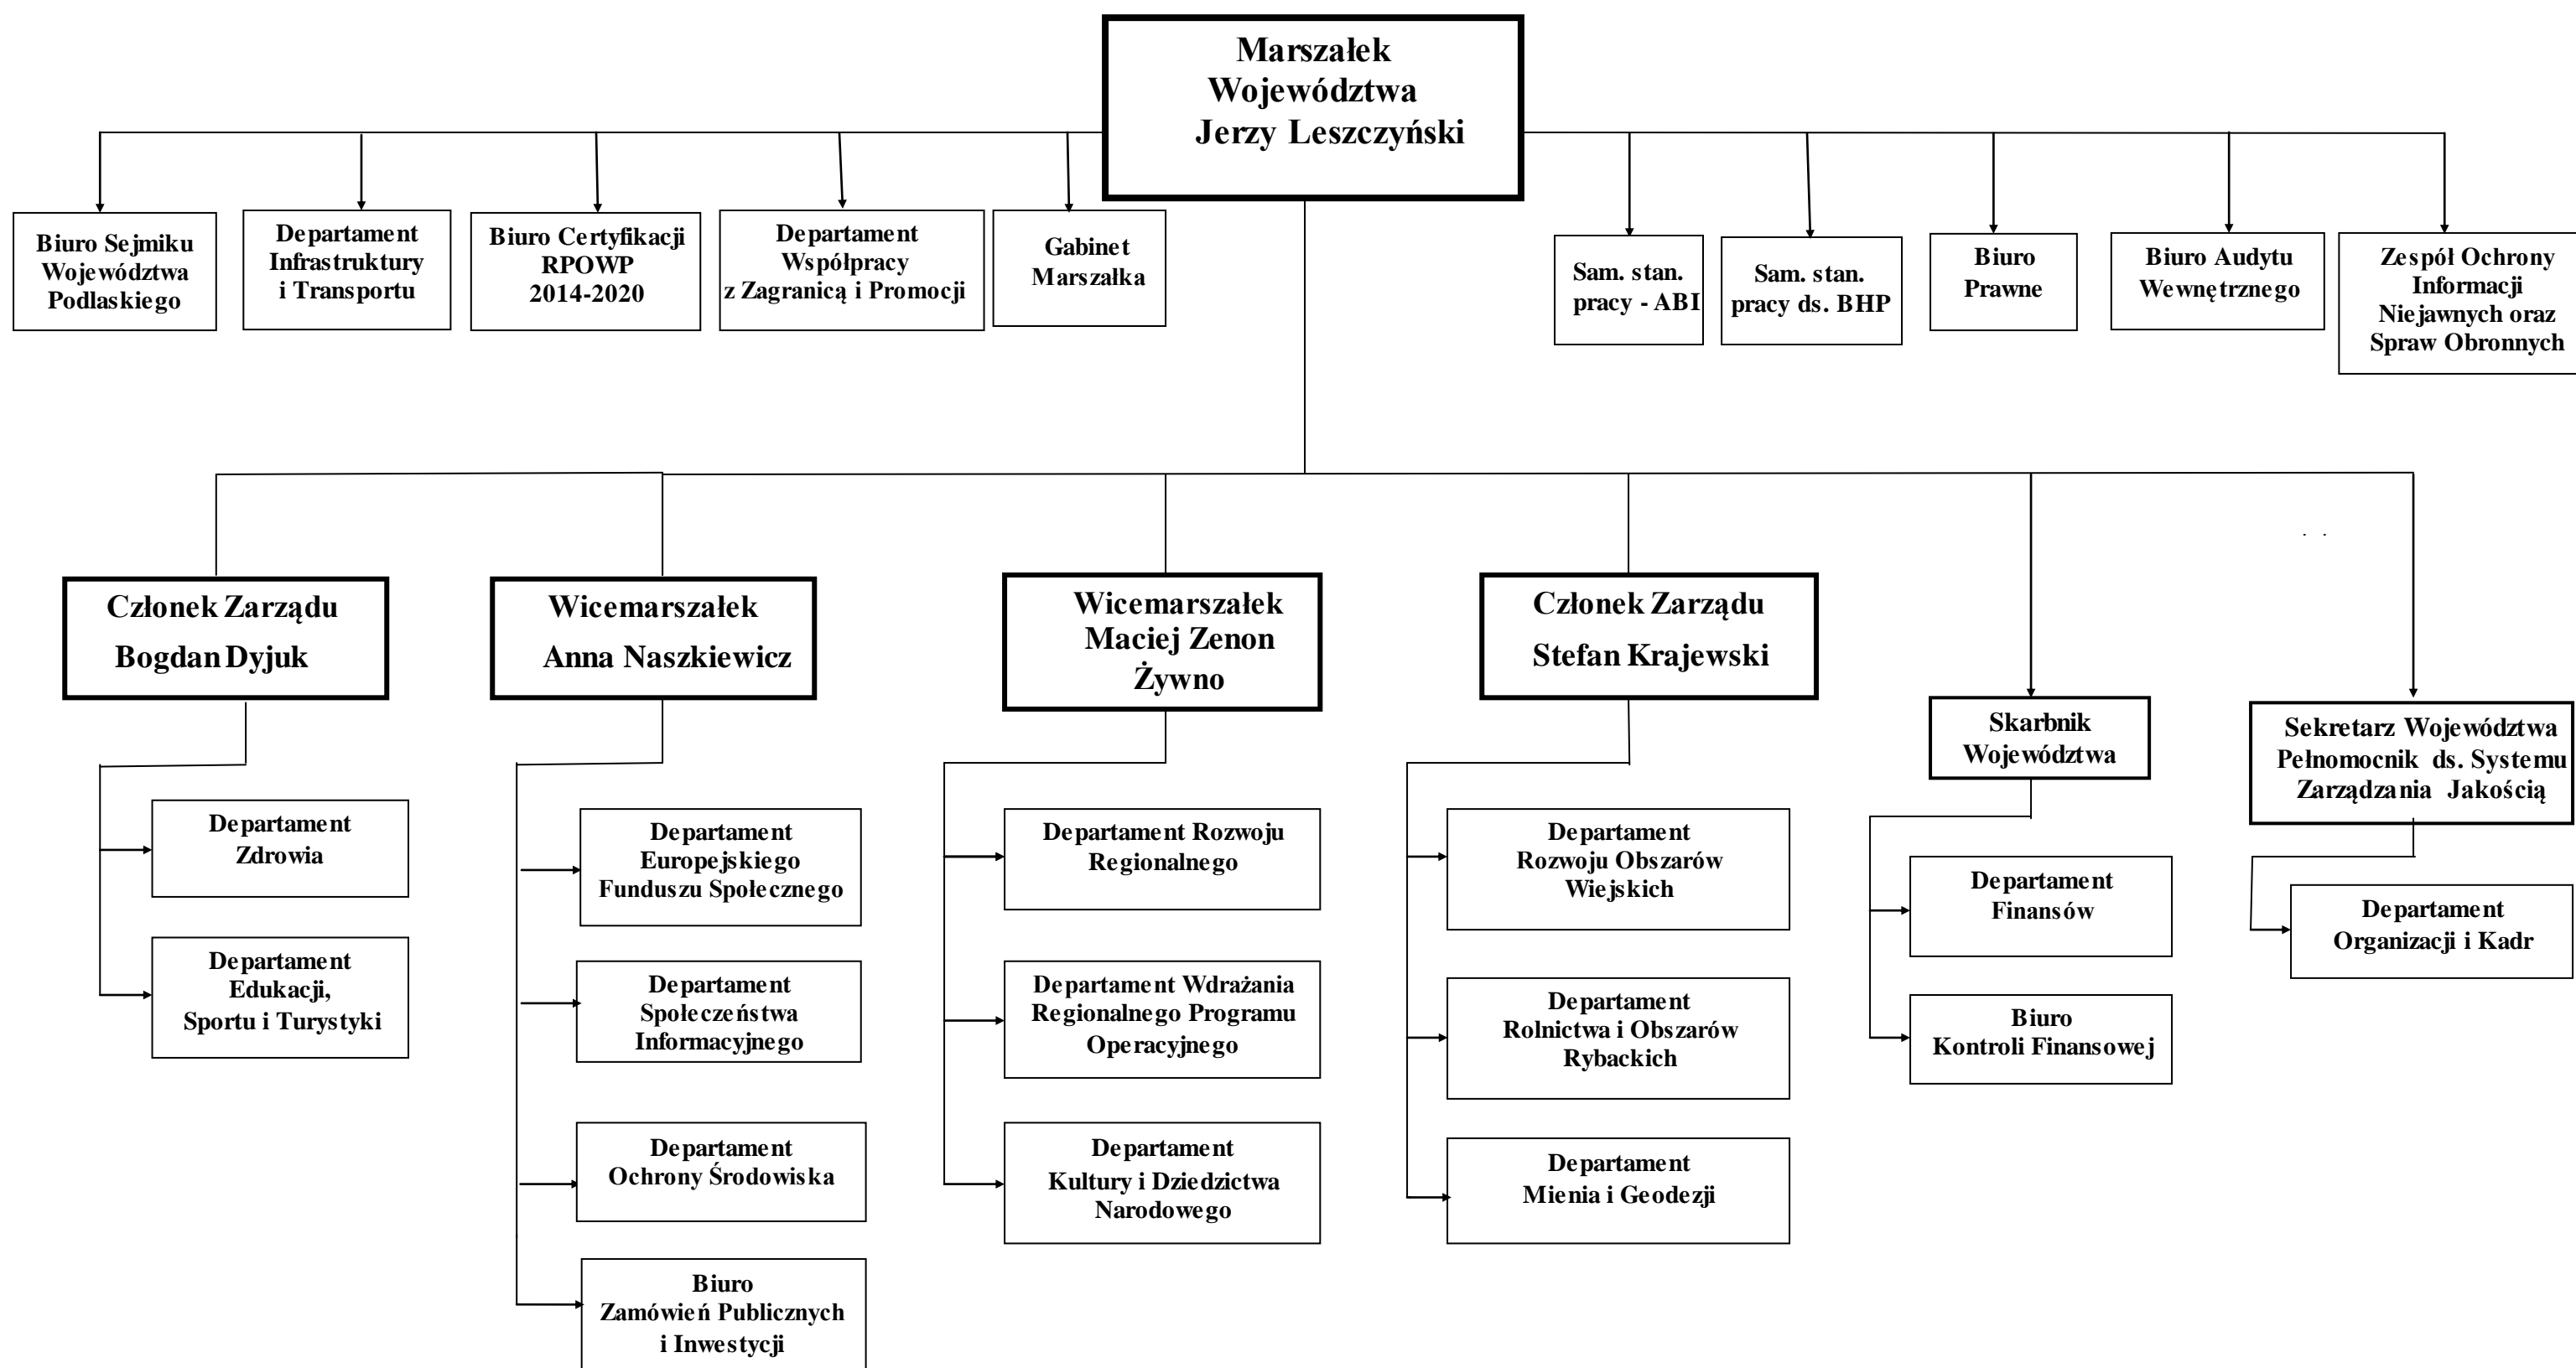 Marszałek
Województwa
Jerzy Leszczyński
Biuro Sejmiku
Województwa
Podlaskiego
Departament
Infrastruktury
i Transportu
Biuro Certyfikacji
RPOWP
2014-2020
Departament
Współpracy
z Zagranicą i Promocji
Gabinet
Marszałka
Sam. stan.
pracy - ABI
Sam. stan.
pracy ds. BHP
Biuro
Prawne
Biuro Audytu
Wewnętrznego
Zespół Ochrony
Informacji
Niejawnych oraz
Spraw Obronnych
Członek Zarządu
Bogdan Dyjuk
Wicemarszałek
Anna Naszkiewicz
Wicemarszałek
Maciej Zenon
Żywno
Członek Zarządu
Stefan Krajewski
Skarbnik
Województwa
Sekretarz Województwa
Pełnomocnik ds. Systemu
Zarządzania Jakością
Departament
Zdrowia
Departament
Edukacji,
Sportu i Turystyki
Departament
Europejskiego
Funduszu Społecznego
Departament
Społeczeństwa
Informacyjnego
Departament
Ochrony Środowiska
Biuro
Zamówień Publicznych
i Inwestycji
Departament Rozwoju
Regionalnego
Departament Wdrażania
Regionalnego Programu
Operacyjnego
Departament
Kultury i Dziedzictwa
Narodowego
Departament
Rozwoju Obszarów
Wiejskich
Departament
Rolnictwa i Obszarów
Rybackich
Departament
Mienia i Geodezji
Departament
Finansów
Biuro
Kontroli Finansowej
Departament
Organizacji i Kadr